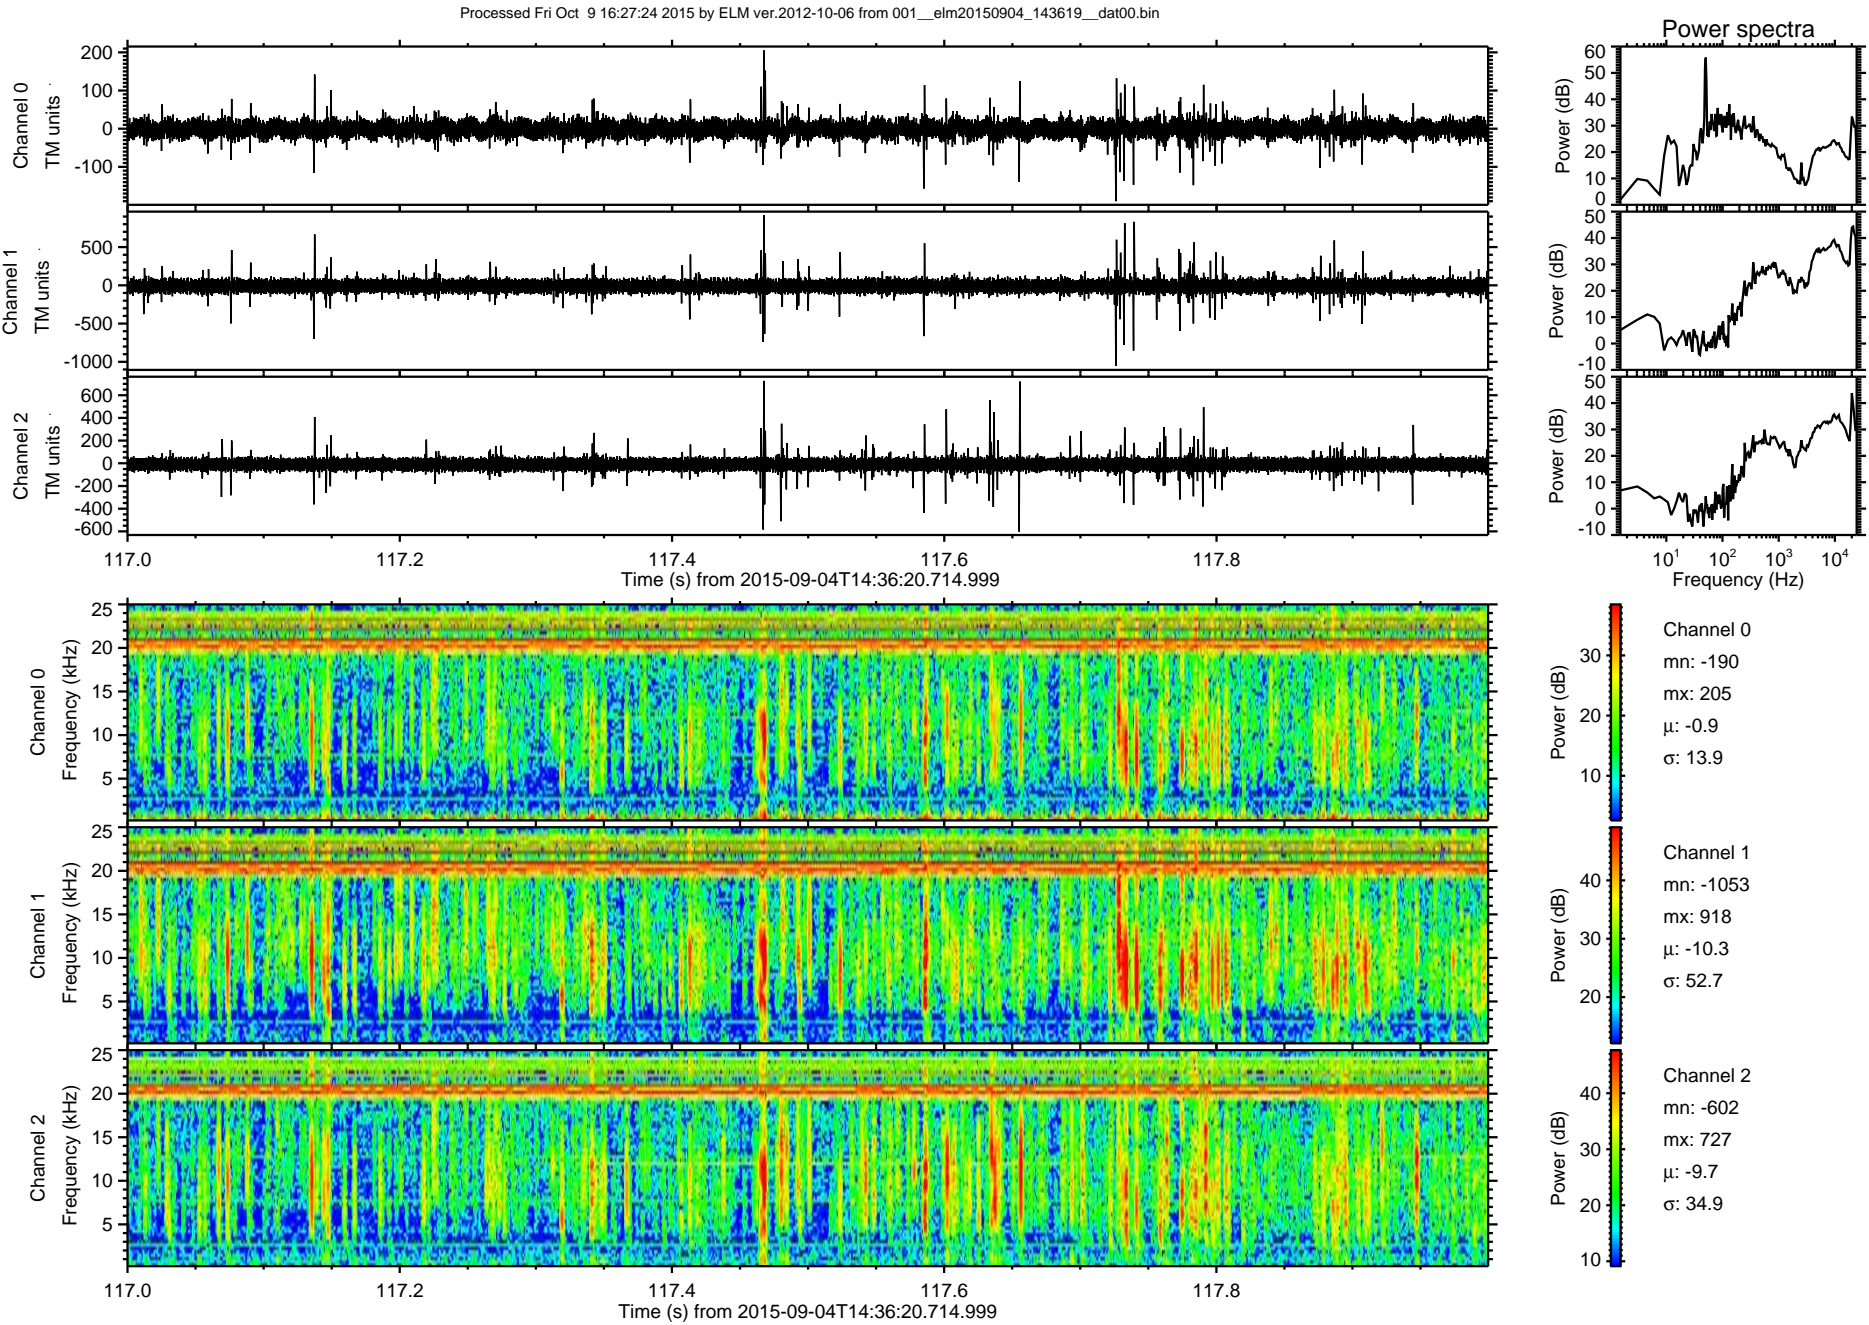 Processed Fri Oct  9 16:27:24 2015 by ELM ver.2012-10-06 from 001__elm20150904_143619__dat00.bin
Power spectra
Channel 0
TM units
200
100
0
-100
Power (dB)
60
50
40
30
20
10
0
Channel 1
TM units
500
0
-500
-1000
Power (dB)
50
40
30
20
10
0
-10
Channel 2
TM units
600
400
200
0
-200
-400
-600
Power (dB)
50
40
30
20
10
0
-10
117.0 117.2 117.4 117.6 117.8
Time (s) from 2015-09-04T14:36:20.714.999
10^1 10^2 10^3 10^4
Frequency (Hz)
Channel 0
Frequency (kHz)
25
20
15
10
5
Power (dB)
30
20
10
Channel 0
mn: -190
mx: 205
μ: -0.9
σ: 13.9
Channel 1
Frequency (kHz)
25
20
15
10
5
Power (dB)
40
30
20
Channel 1
mn: -1053
mx: 918
μ: -10.3
σ: 52.7
Channel 2
Frequency (kHz)
25
20
15
10
5
Power (dB)
40
30
20
10
Channel 2
mn: -602
mx: 727
μ: -9.7
σ: 34.9
117.0 117.2 117.4 117.6 117.8
Time (s) from 2015-09-04T14:36:20.714.999